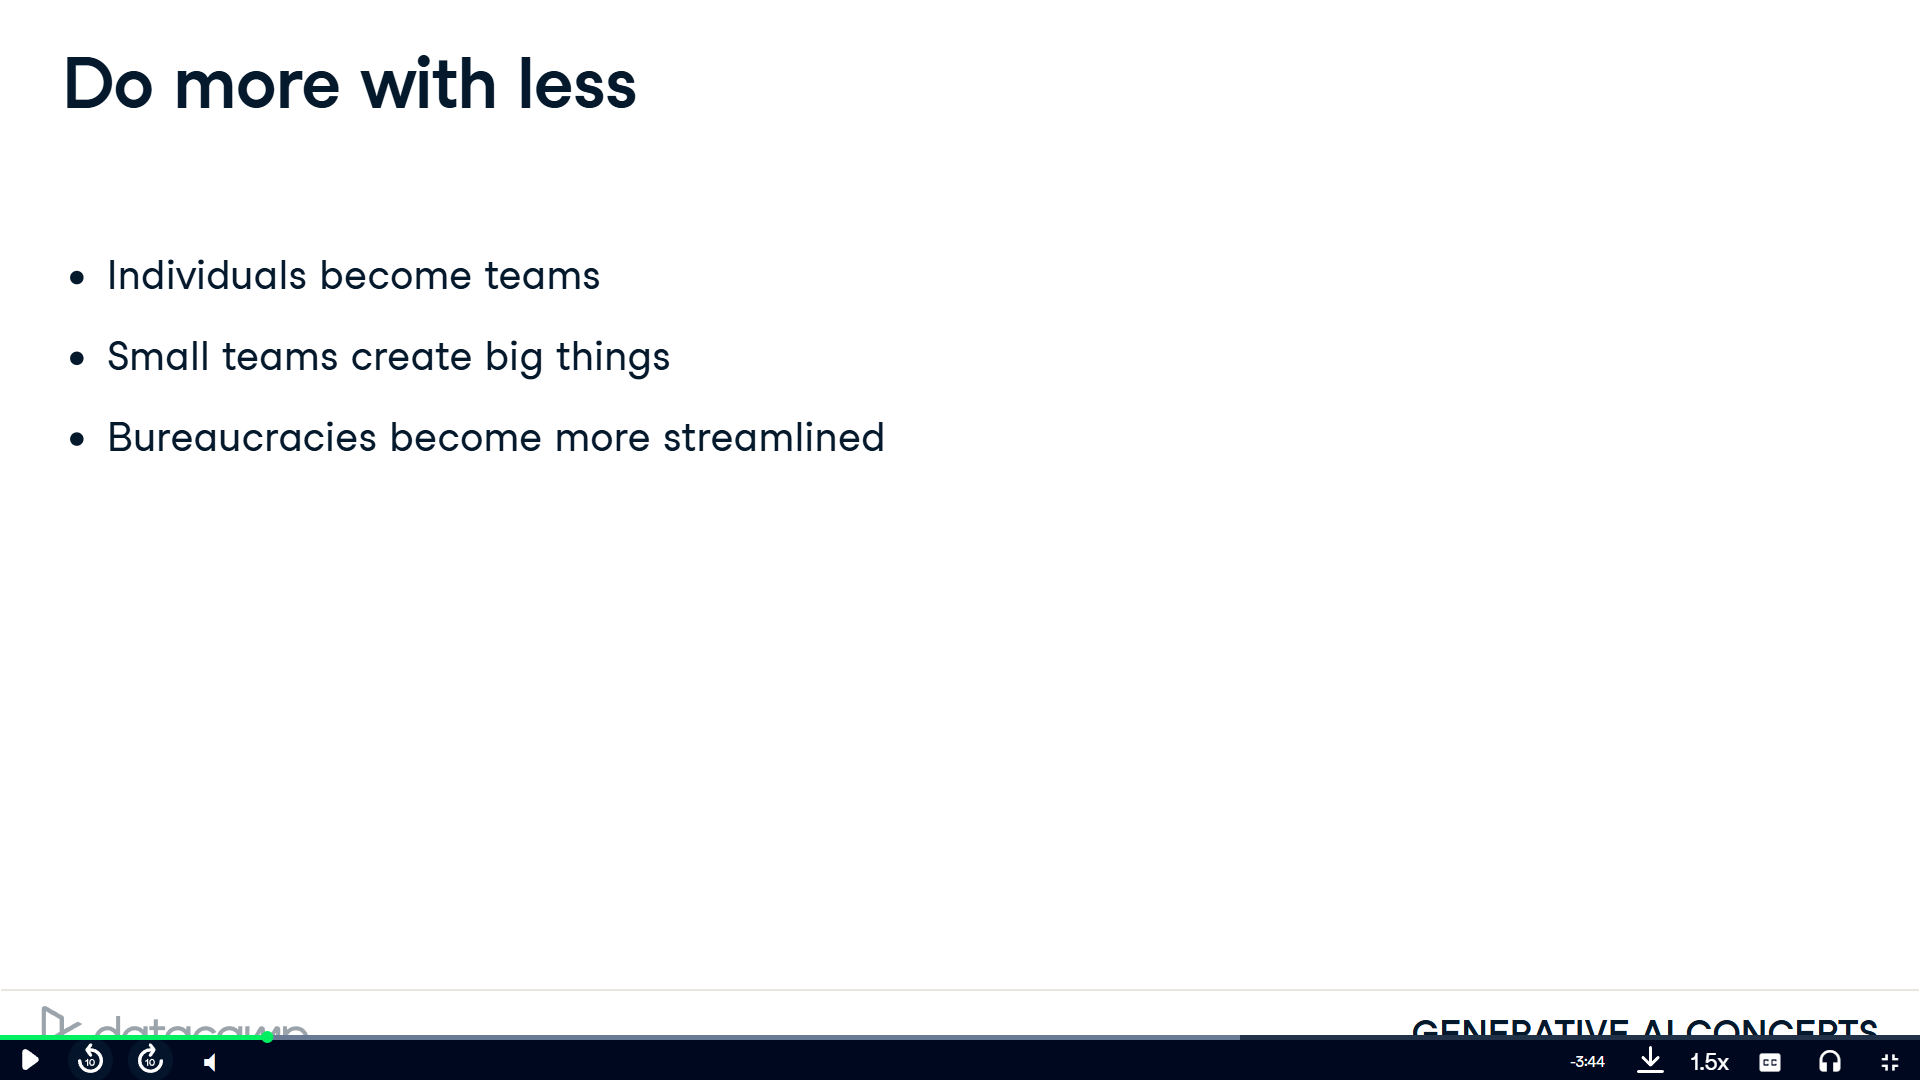 Do more with less
• Individuals become teams
• Small teams create big things
• Bureaucracies become more streamlined
datacamp
GENERATIVE AI CONCEPTS
10
10
-3:44
1.5x
CC